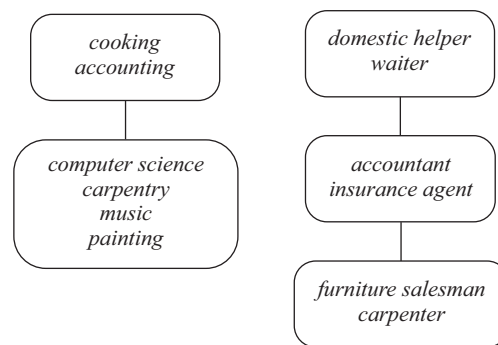 cooking
accounting
computer science
carpentry
music
painting
domestic helper
waiter
accountant
insurance agent
furniture salesman
carpenter